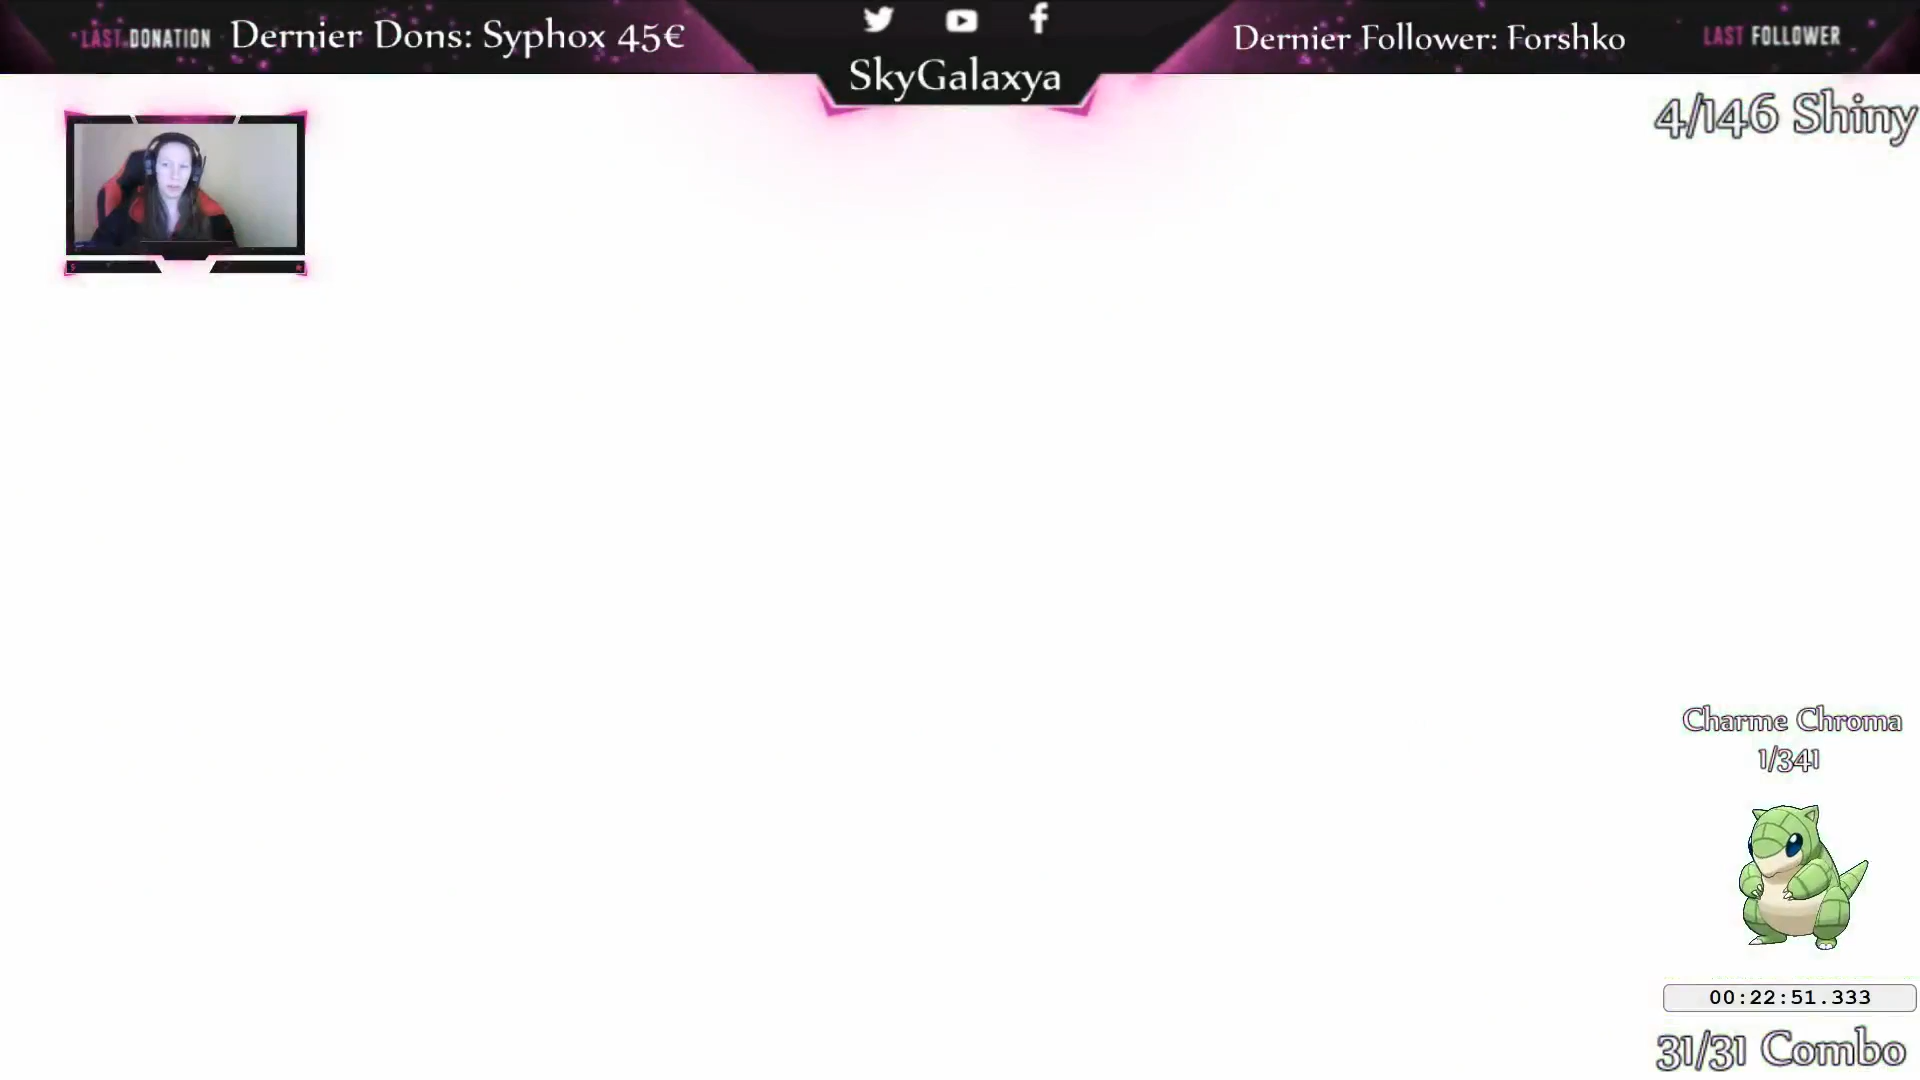 LAST DONATION Dernier Dons: Syphox 45€
SkyGalaxya
Dernier Follower: Forshko LAST FOLLOWER
4/146 Shiny
Charme Chroma
1/341
00:22:51.333
31/31 Combo